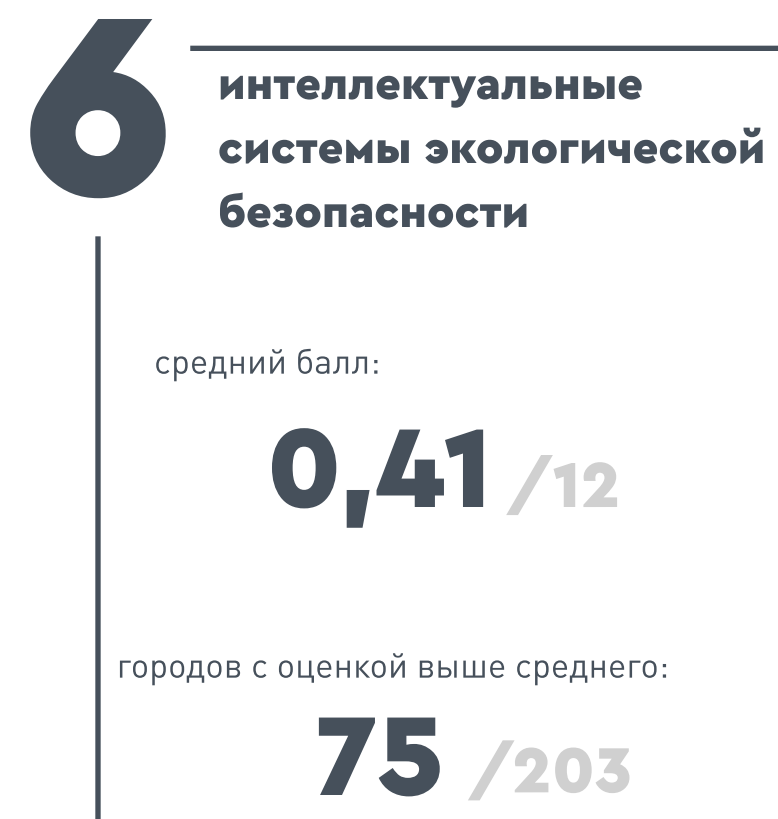 6
интеллектуальные
системы экологической
безопасности
средний балл:
0,41 /12
городов с оценкой выше среднего:
75 /203